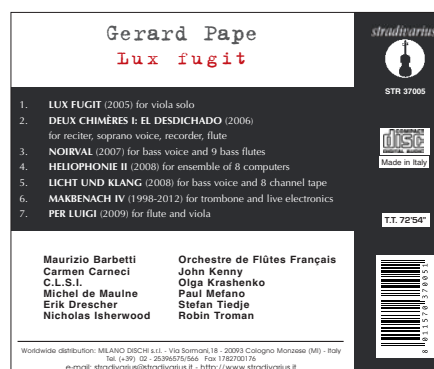 Gerard Pape
Lux fugit
1. LUX FUGIT (2005) for viola solo
2. DEUX CHIMÈRES I: EL DESDICHADO (2006)
for reciter, soprano voice, recorder, flute
3. NOIRVAL (2007) for bass voice and 9 bass flutes
4. HELIOPHONIE II (2008) for ensemble of 8 computers
5. LICHT UND KLANG (2008) for bass voice and 8 channel tape
6. MAKBENACH IV (1998-2012) for trombone and live electronics
7. PER LUIGI (2009) for flute and viola
Maurizio Barbetti
Carmen Carneci
C.L.S.I.
Michel de Maulne
Erik Drescher
Nicholas Isherwood
Orchestre de Flûtes Français
John Kenny
Olga Krashenko
Paul Mefano
Stefan Tiedje
Robin Troman
Worldwide distribution: MILANO DISCHI s.r.l. - Via Sormani,18 - 20093 Cologno Monzese (MI) - Italy
Tel. (+39) 02 - 25396575/566 Fax 1782700176
e-mail: stradivarius@stradivarius.it - http://www.stradivarius.it
stradivarius
STR 37005
COMPACT
disc
DIGITAL AUDIO
Made in Italy
T.T. 72'54"
8 011570 370051